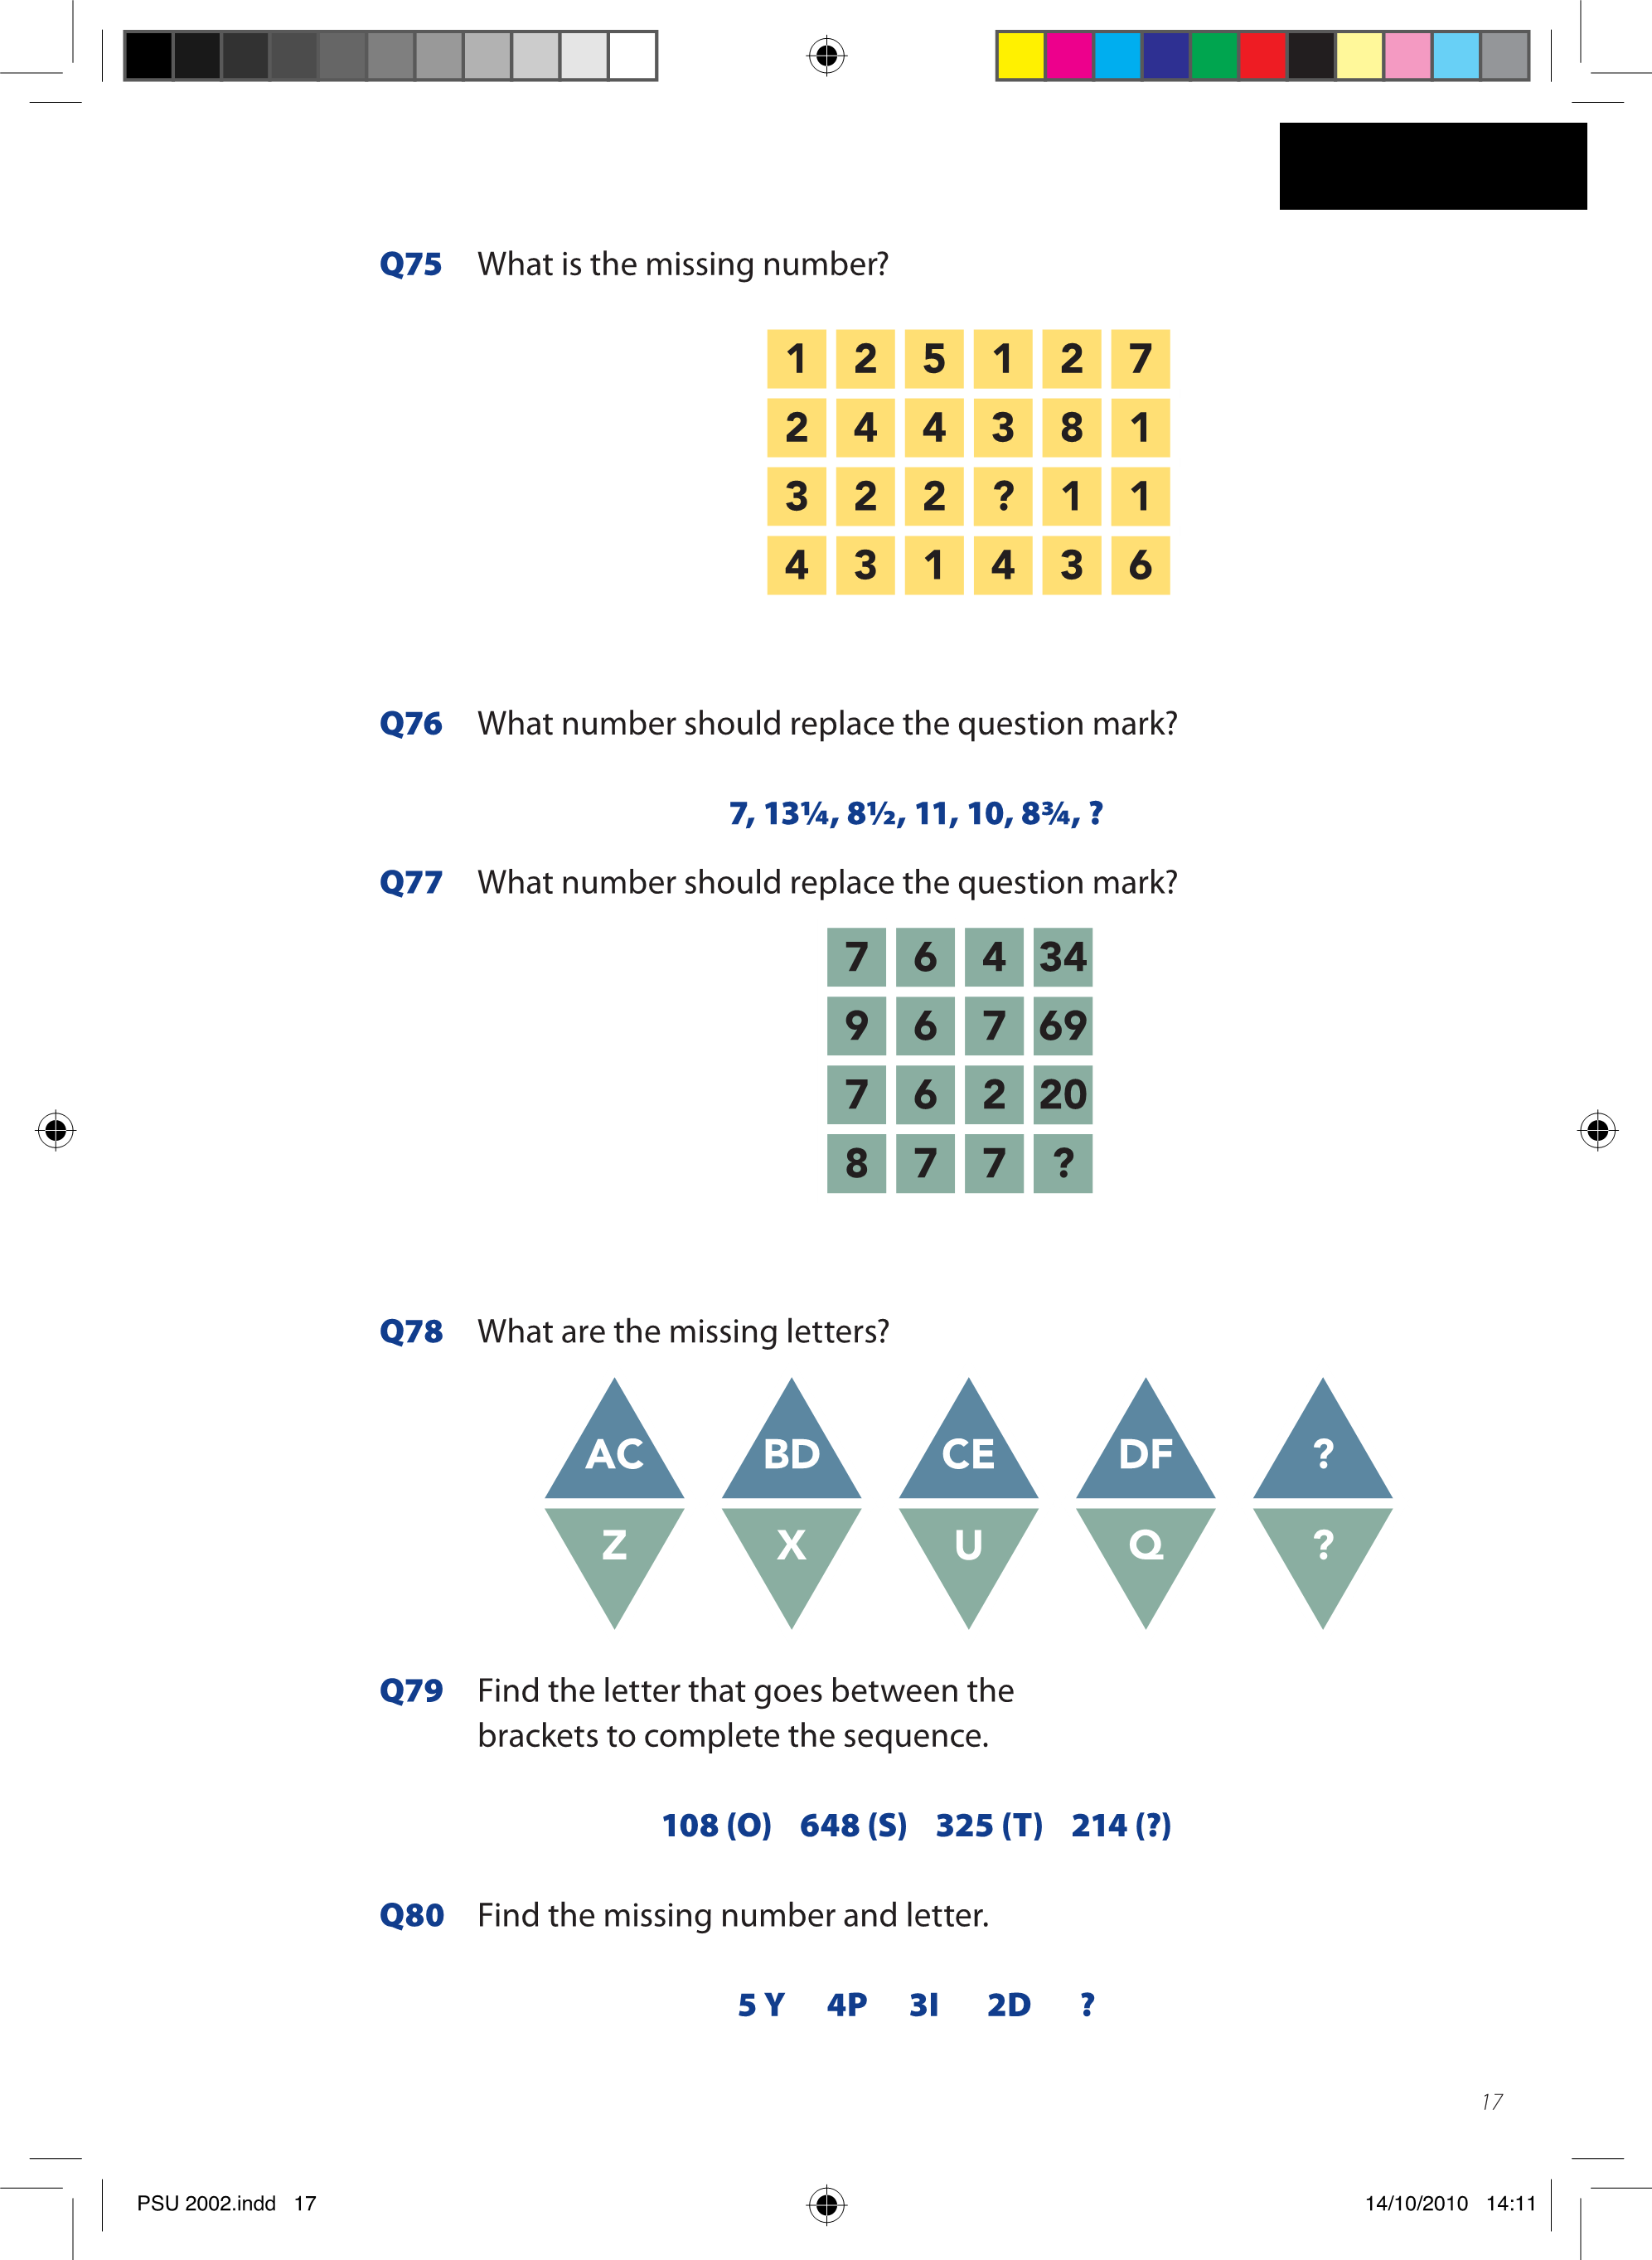 Q75 What is the missing number?
1 2 5 1 2 7
2 4 4 3 8 1
3 2 2 ? 1 1
4 3 1 4 3 6
Q76 What number should replace the question mark?
7, 13¼, 8½, 11, 10, 8¾, ?
Q77 What number should replace the question mark?
7 6 4 34
9 6 7 69
7 6 2 20
8 7 7 ?
Q78 What are the missing letters?
AC BD CE DF ?
Z X U Q ?
Q79 Find the letter that goes between the
brackets to complete the sequence.
108 (O) 648 (S) 325 (T) 214 (?)
Q80 Find the missing number and letter.
5 Y 4P 3I 2D ?
17
PSU 2002.indd 17 14/10/2010 14:11